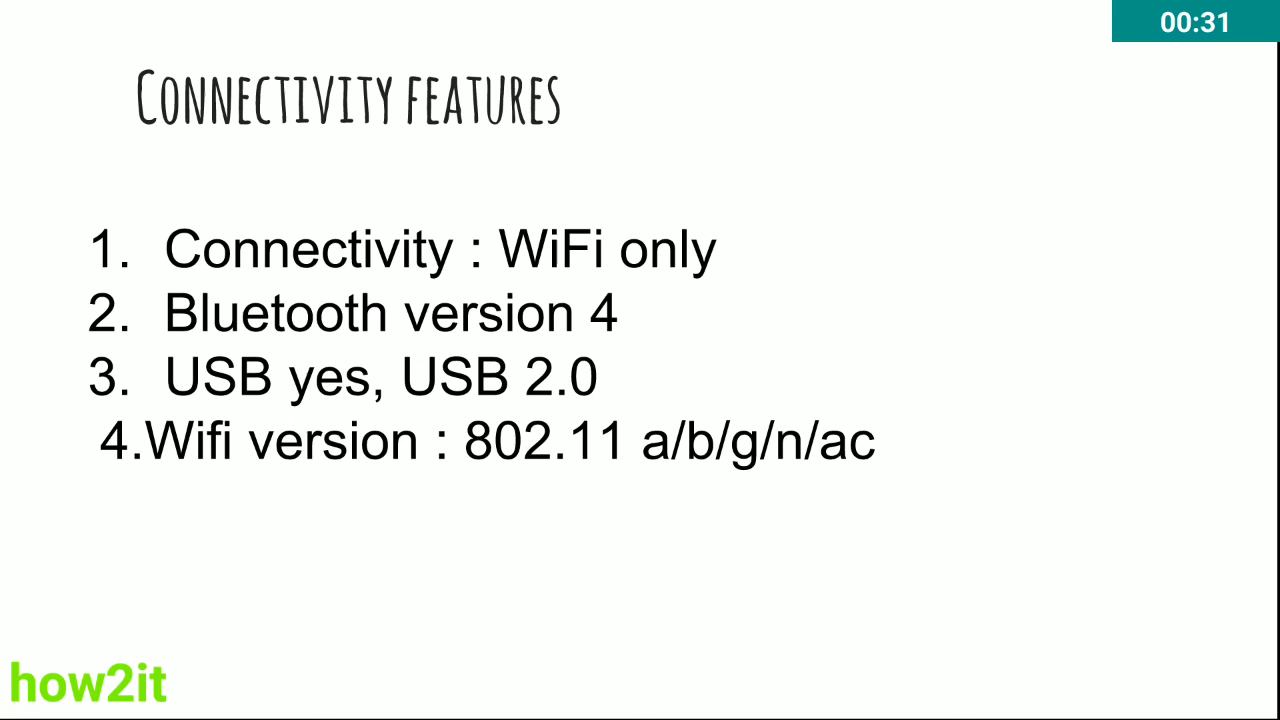 00:31
Connectivity features
1. Connectivity : WiFi only
2. Bluetooth version 4
3. USB yes, USB 2.0
4.Wifi version : 802.11 a/b/g/n/ac
how2it